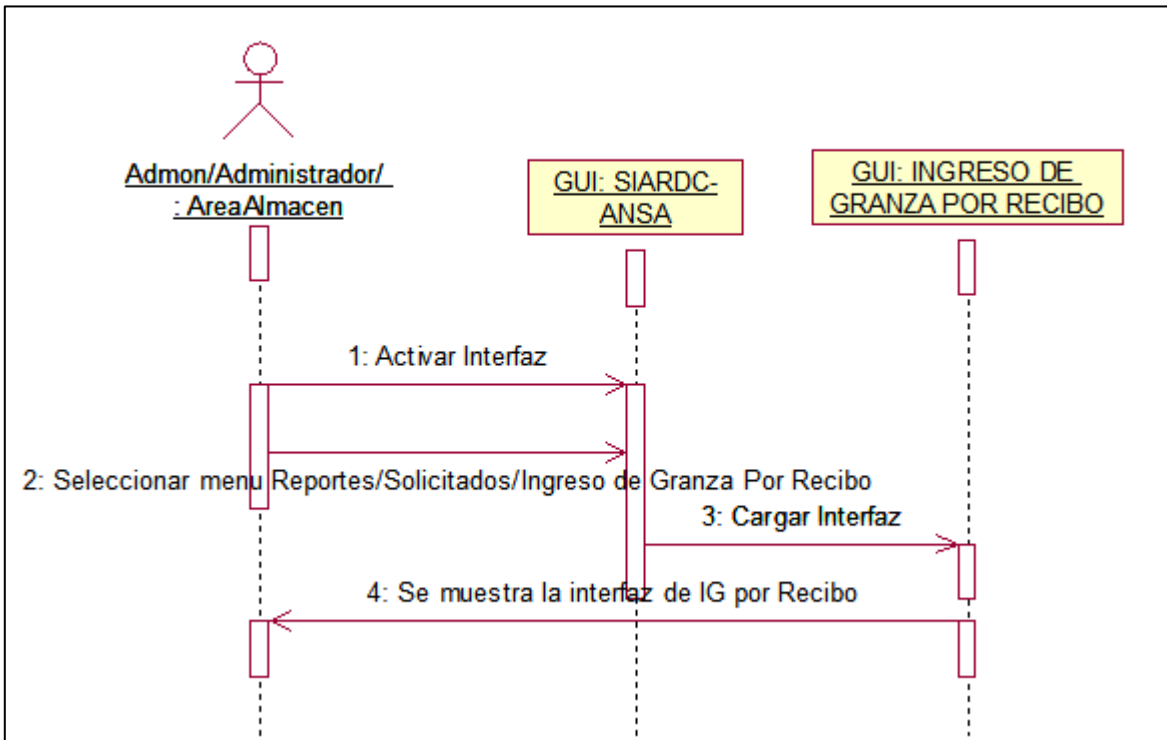 Admon/Administrador/
: AreaAlmacen
GUI: SIARDC-
ANSA
GUI: INGRESO DE
GRANZA POR RECIBO
1: Activar Interfaz
2: Seleccionar menu Reportes/Solicitados/Ingreso de Granza Por Recibo
3: Cargar Interfaz
4: Se muestra la interfaz de IG por Recibo